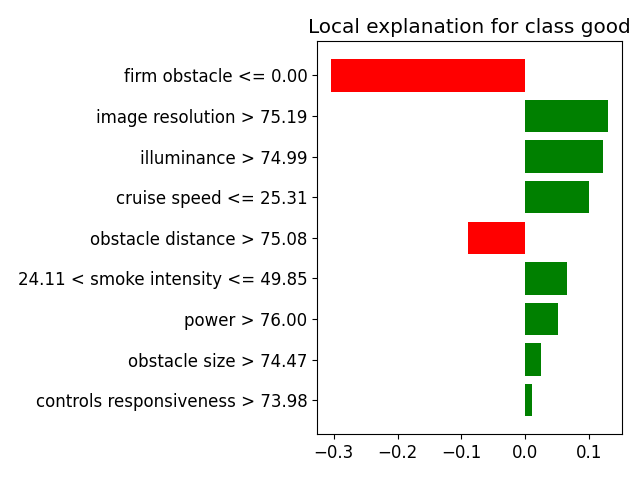 Local explanation for class good
firm obstacle <= 0.00
image resolution > 75.19
illuminance > 74.99
cruise speed <= 25.31
obstacle distance > 75.08
24.11 < smoke intensity <= 49.85
power > 76.00
obstacle size > 74.47
controls responsiveness > 73.98
−0.3 −0.2 −0.1 0.0 0.1